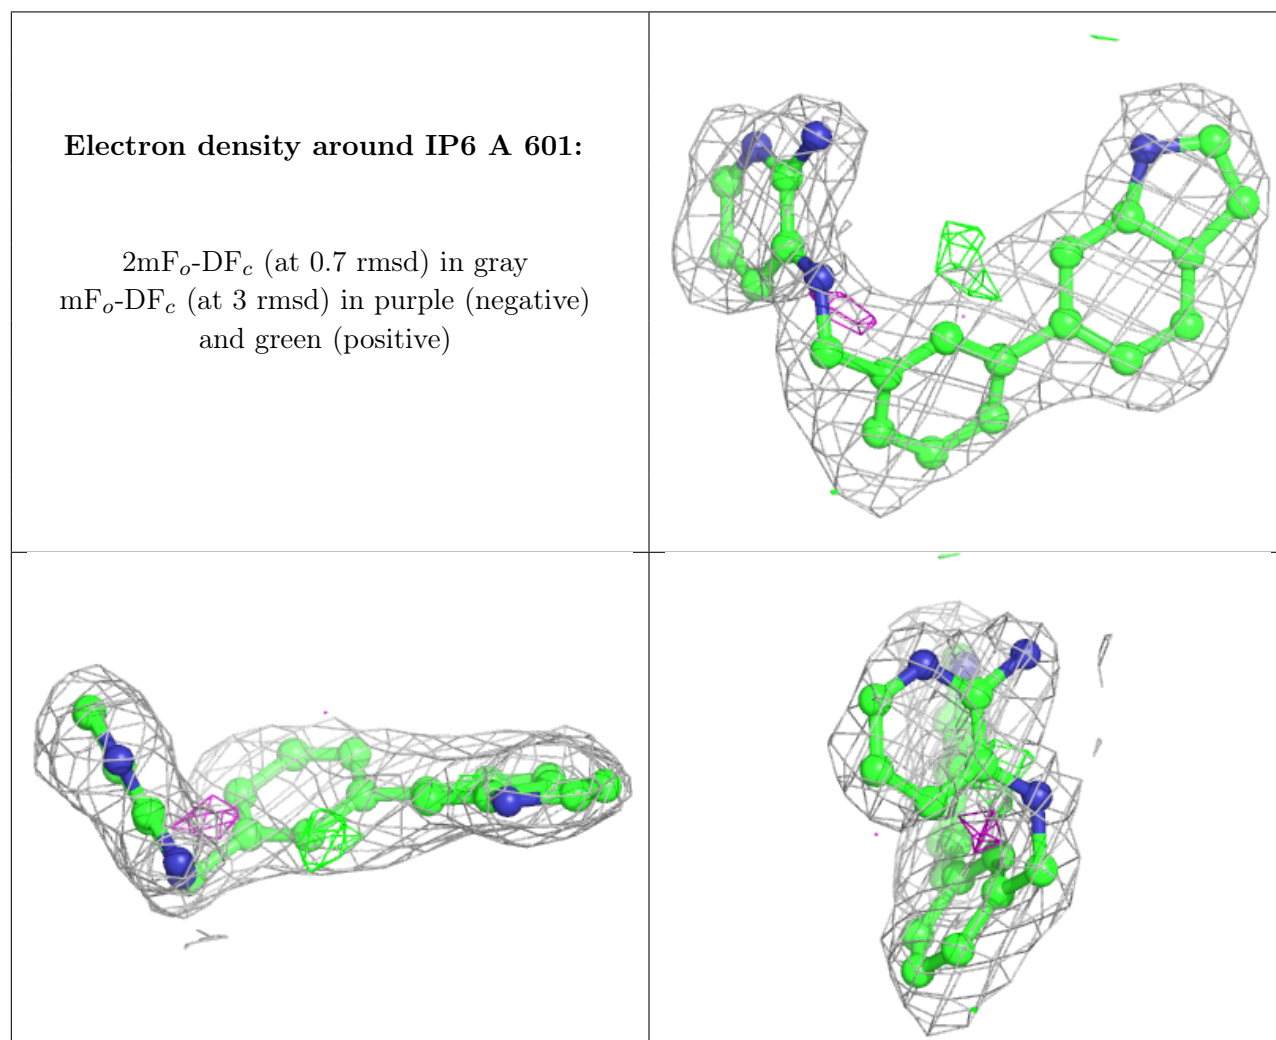 Electron density around IP6 A 601:
2mFo-DFc (at 0.7 rmsd) in gray
mFo-DFc (at 3 rmsd) in purple (negative)
and green (positive)